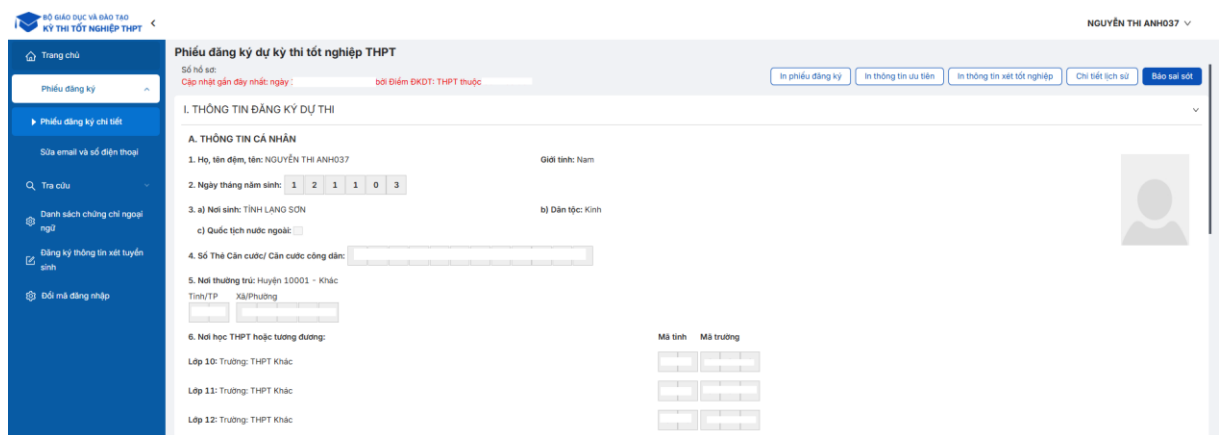 BỘ GIÁO DỤC VÀ ĐÀO TẠO
KỲ THI TỐT NGHIỆP THPT
NGUYỄN THI ANH037
Trang chủ
Phiếu đăng ký
Phiếu đăng ký chi tiết
Sửa email và số điện thoại
Tra cứu
Danh sách chứng chỉ ngoại
ngữ
Đăng ký thông tin xét tuyển
sinh
Đổi mã đăng nhập
Phiếu đăng ký dự kỳ thi tốt nghiệp THPT
Số hồ sơ:
Cập nhật gần đây nhất: ngày bởi Điểm ĐKDT: THPT thuộc
In phiếu đăng ký In thông tin ưu tiên In thông tin xét tốt nghiệp Chi tiết lịch sử Báo sai sót
I. THÔNG TIN ĐĂNG KÝ DỰ THI
A. THÔNG TIN CÁ NHÂN
1. Họ, tên đệm, tên: NGUYỄN THI ANH037 Giới tính: Nam
2. Ngày tháng năm sinh: 1 2 1 1 0 3
3. a) Nơi sinh: TỈNH LẠNG SƠN b) Dân tộc: Kinh
c) Quốc tịch nước ngoài:
4. Số Thẻ Căn cước/ Căn cước công dân:
5. Nơi thường trú: Huyện 10001 - Khác
Tỉnh/TP Xã/Phường
6. Nơi học THPT hoặc tương đương: Mã tỉnh Mã trường
Lớp 10: Trường: THPT Khác
Lớp 11: Trường: THPT Khác
Lớp 12: Trường: THPT Khác